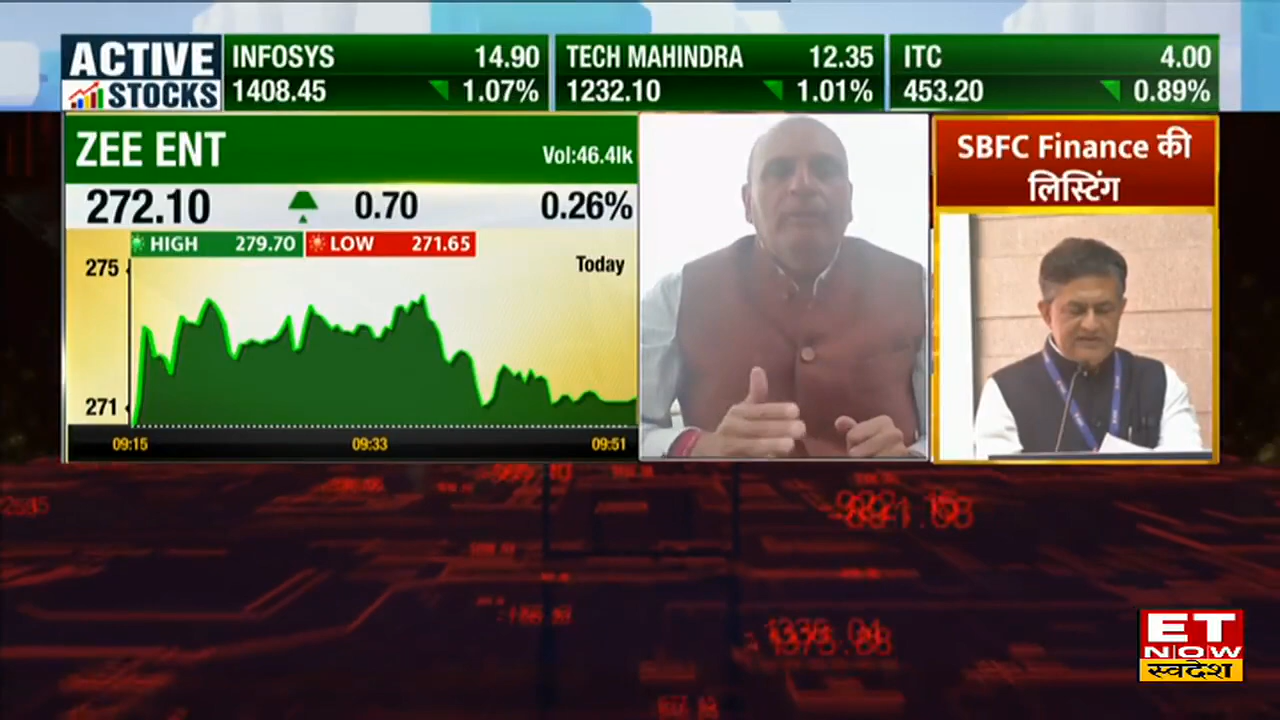 ACTIVE STOCKS
INFOSYS 14.90
1408.45 1.07%
TECH MAHINDRA 12.35
1232.10 1.01%
ITC 4.00
453.20 0.89%
ZEE ENT
Vol:46.4lk
272.10 0.70 0.26%
HIGH 279.70 LOW 271.65
275
Today
271
09:15 09:33 09:51
SBFC Finance की
लिस्टिंग
ET
NOW
स्वदेश